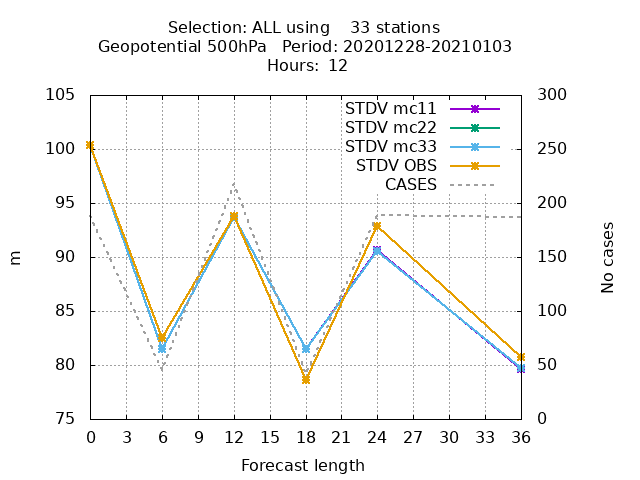 Selection: ALL using    33 stations
Geopotential 500hPa   Period: 20201228-20210103
Hours:  12
STDV mc11
STDV mc22
STDV mc33
STDV OBS
CASES
105
100
95
90
85
80
75
m
300
250
200
150
100
50
0
No cases
0 3 6 9 12 15 18 21 24 27 30 33 36
Forecast length